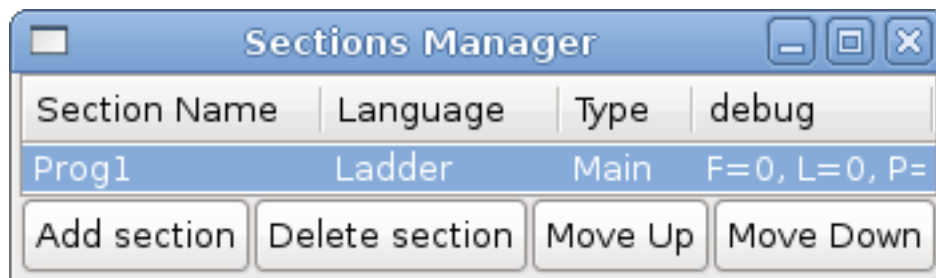 Sections Manager
Section Name Language Type debug
Prog1 Ladder Main F=0, L=0, P=
Add section Delete section Move Up Move Down